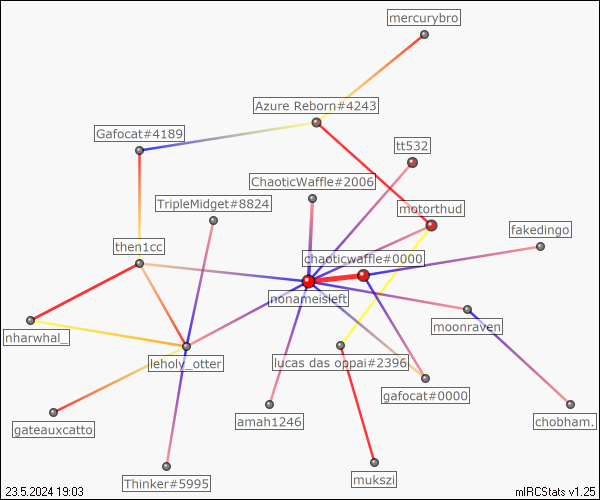 mercurybro
Azure Reborn#4243
Gafocat#4189
tt532
ChaoticWaffle#2006
TripleMidget#8824
motorthud
fakedingo
then1cc
chaoticwaffle#0000
nonameisleft
moonraven
nharwhal_
leholy_otter
lucas das oppai#2396
gafocat#0000
amah1246
chobham.
gateauxcatto
Thinker#5995
mukszi
23.5.2024 19:03
mIRCStats v1.25